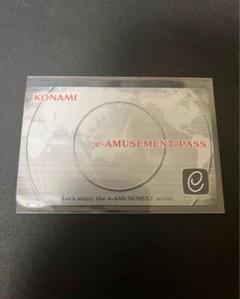 KONAMI
e-AMUSEMENT PASS
Let's enjoy the e-AMUSEMENT world.